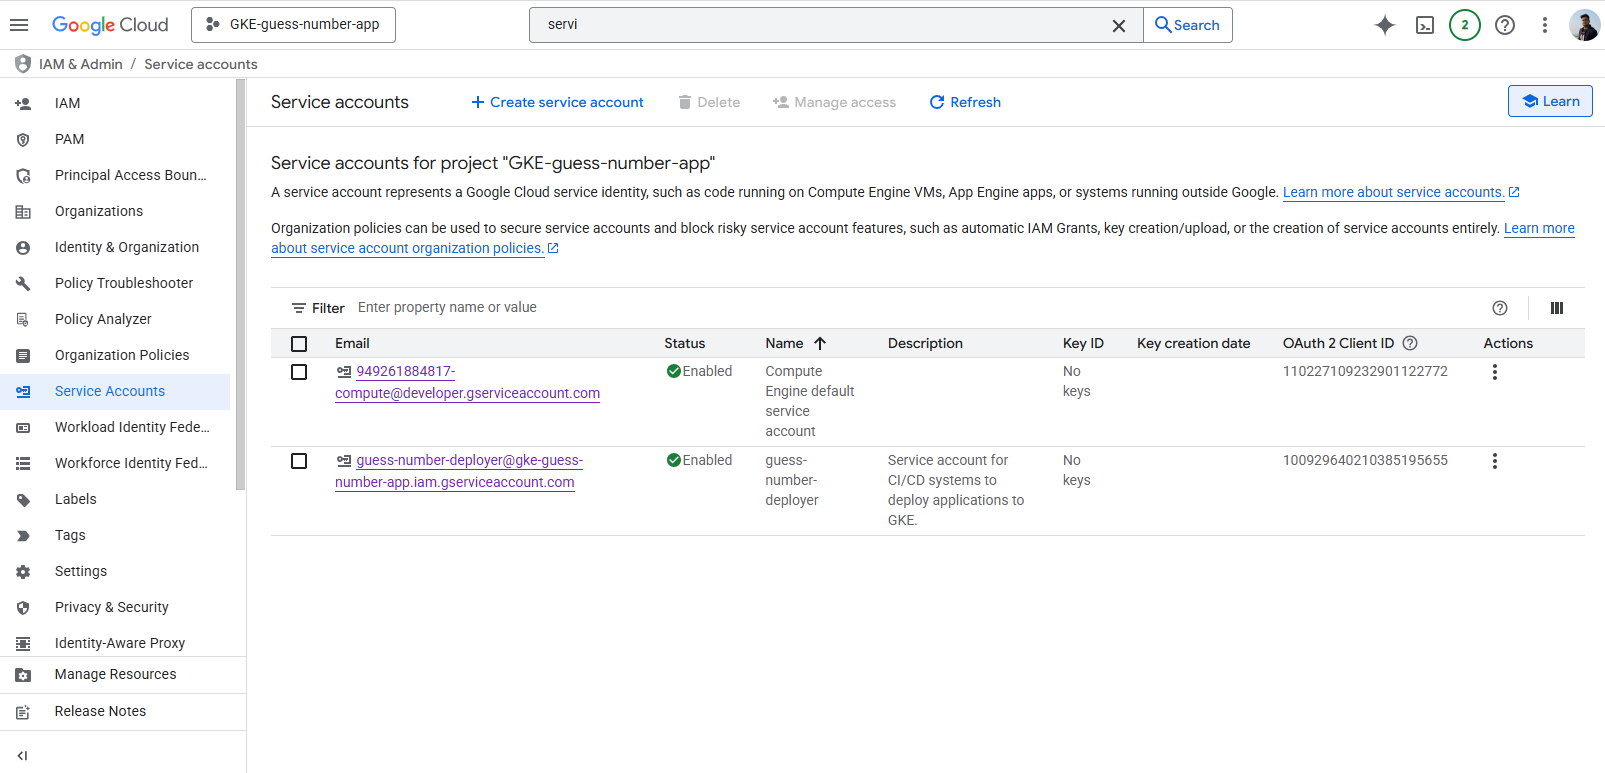 Google Cloud
GKE-guess-number-app
servi
Search
2
IAM & Admin / Service accounts
IAM
PAM
Principal Access Boun...
Organizations
Identity & Organization
Policy Troubleshooter
Policy Analyzer
Organization Policies
Service Accounts
Workload Identity Fede...
Workforce Identity Fed...
Labels
Tags
Settings
Privacy & Security
Identity-Aware Proxy
Manage Resources
Release Notes
Service accounts
Create service account
Delete
Manage access
Refresh
Learn
Service accounts for project "GKE-guess-number-app"
A service account represents a Google Cloud service identity, such as code running on Compute Engine VMs, App Engine apps, or systems running outside Google. Learn more about service accounts.
Organization policies can be used to secure service accounts and block risky service account features, such as automatic IAM Grants, key creation/upload, or the creation of service accounts entirely. Learn more
about service account organization policies.
Filter Enter property name or value
Email Status Name Description Key ID Key creation date OAuth 2 Client ID Actions
949261884817-
compute@developer.gserviceaccount.com
Enabled
Compute
Engine default
service
account
No
keys
110227109232901122772
guess-number-deployer@gke-guess-
number-app.iam.gserviceaccount.com
Enabled
guess-
number-
deployer
Service account for
CI/CD systems to
deploy applications to
GKE.
No
keys
100929640210385195655